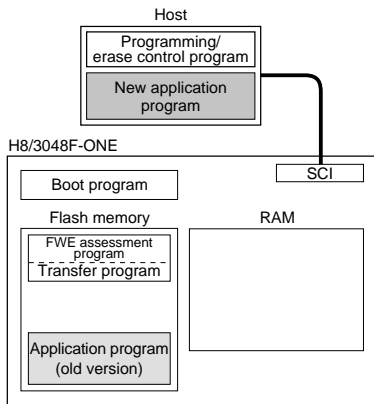 Host
Programming/
erase control program
New application
program
H8/3048F-ONE
SCI
Boot program
Flash memory
RAM
FWE assessment
program
Transfer program
Application program
(old version)